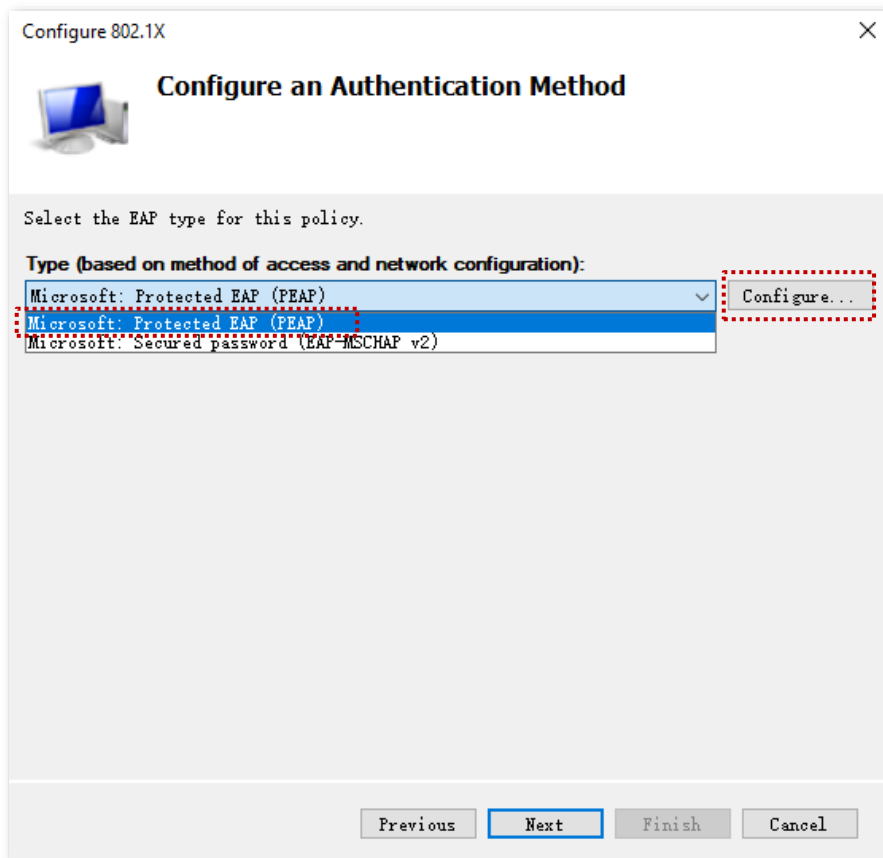 Configure 802.1X
Configure an Authentication Method
Select the EAP type for this policy.
Type (based on method of access and network configuration):
Microsoft: Protected EAP (PEAP)
Configure...
Microsoft: Protected EAP (PEAP)
Microsoft: Secured password (EAP-MSCHAP v2)
Previous
Next
Finish
Cancel